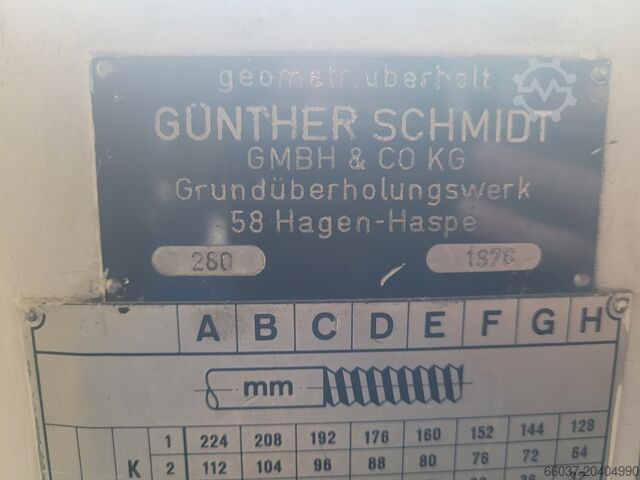 geometr. überholt
GÜNTHER SCHMIDT
GMBH & CO KG
Grundüberholungswerk
58 Hagen-Haspe
280 1976
A B C D E F G H
mm
K 1 224 208 192 176 160 152 144 128
2 112 104 96 88 80 76 72 64
66037-20404990